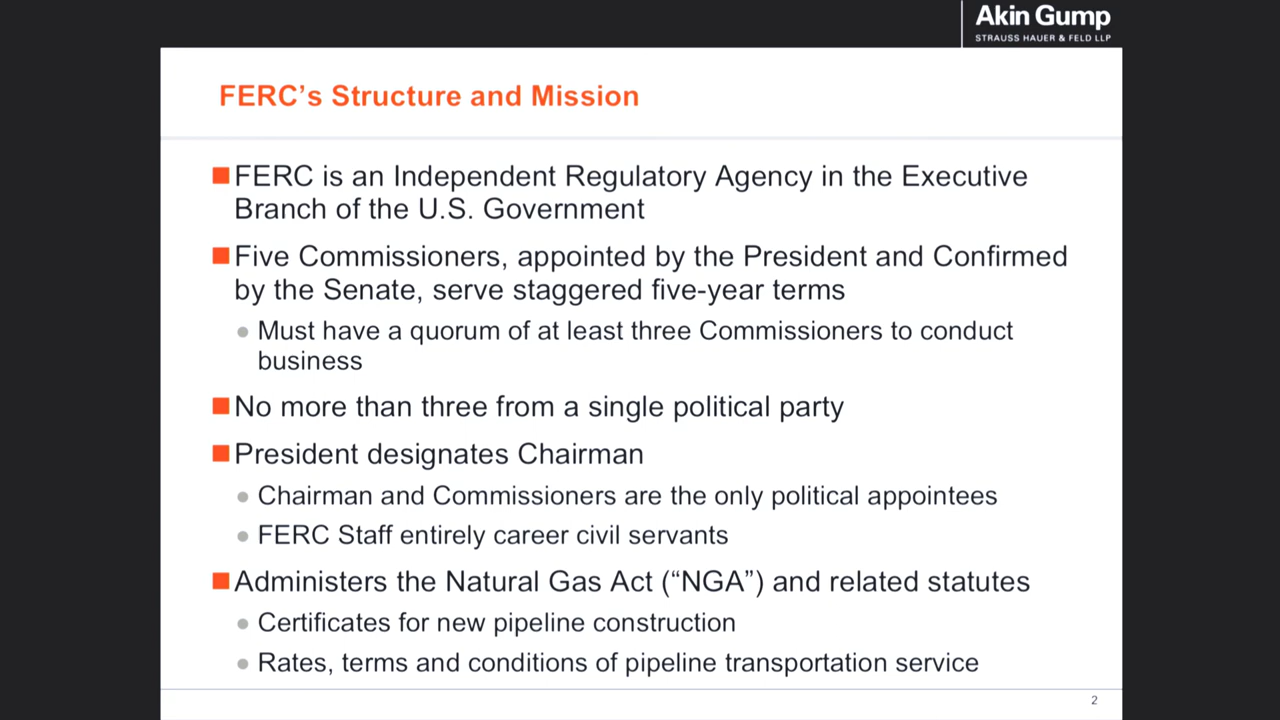 Akin Gump
STRAUSS HAUER & FELD LLP
FERC’s Structure and Mission
FERC is an Independent Regulatory Agency in the Executive
Branch of the U.S. Government
Five Commissioners, appointed by the President and Confirmed
by the Senate, serve staggered five-year terms
Must have a quorum of at least three Commissioners to conduct
business
No more than three from a single political party
President designates Chairman
Chairman and Commissioners are the only political appointees
FERC Staff entirely career civil servants
Administers the Natural Gas Act (“NGA”) and related statutes
Certificates for new pipeline construction
Rates, terms and conditions of pipeline transportation service
2